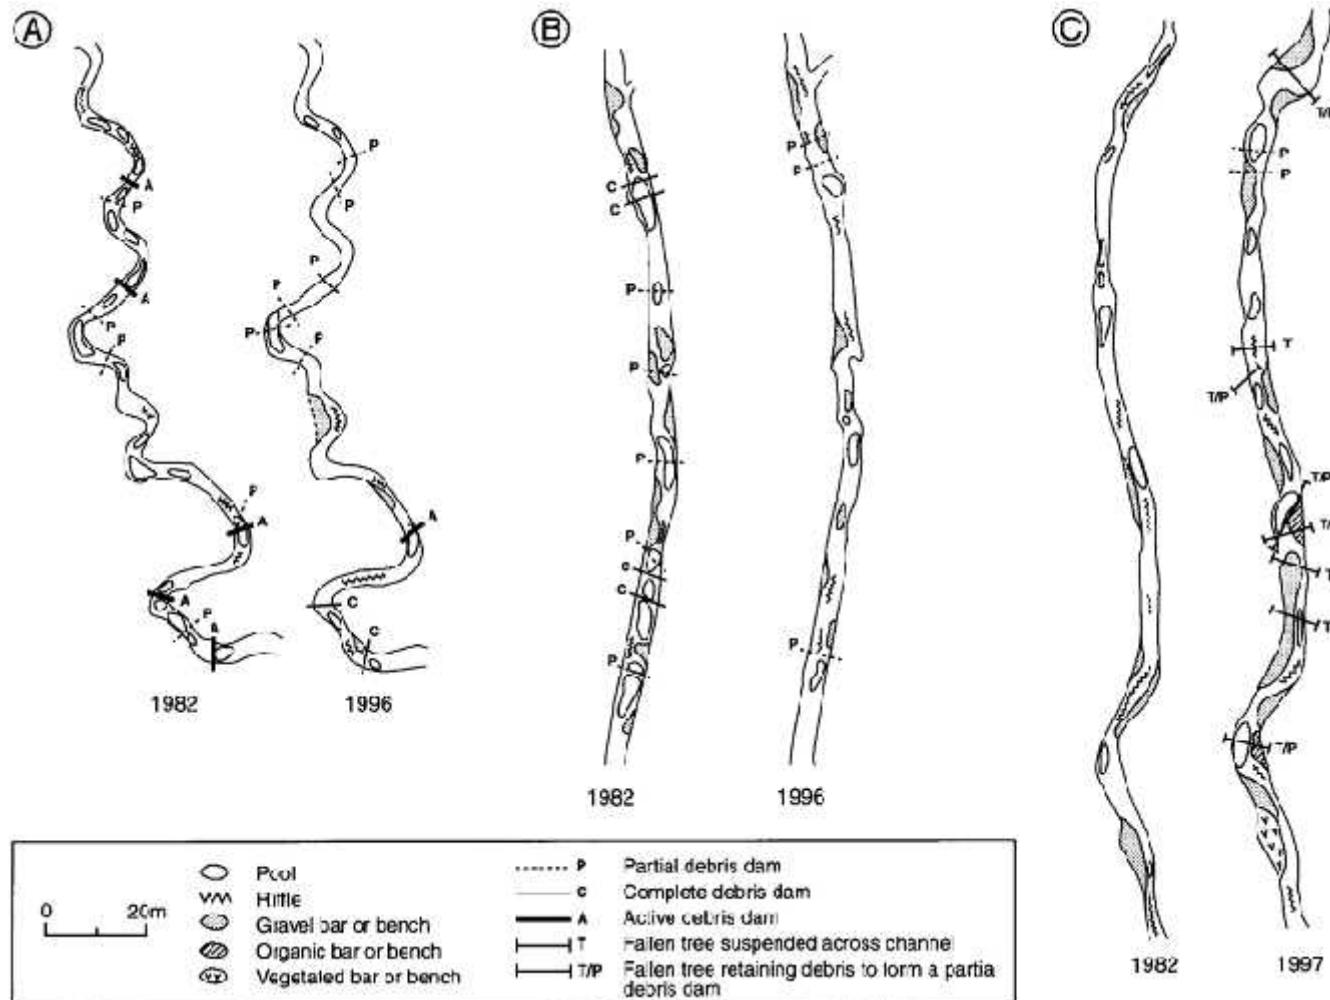 A
A
P
A
P
P
P
A
A
P
A
1982
P
P
P
P
P
P
A
C
C
1996
B
C
C
P
P
P
P
C
C
P
1982
P
P
P
1996
C
1982
T/P
P
P
T
T/P
T/P
T/
T
T
T/P
1997
0 20m
Pool
Riffle
Gravel bar or bench
Organic bar or bench
Vegetated bar or bench
P Partial debris dam
C Complete debris dam
A Active debris dam
T Fallen tree suspended across channel
T/P Fallen tree retaining debris to form a partia
debris dam